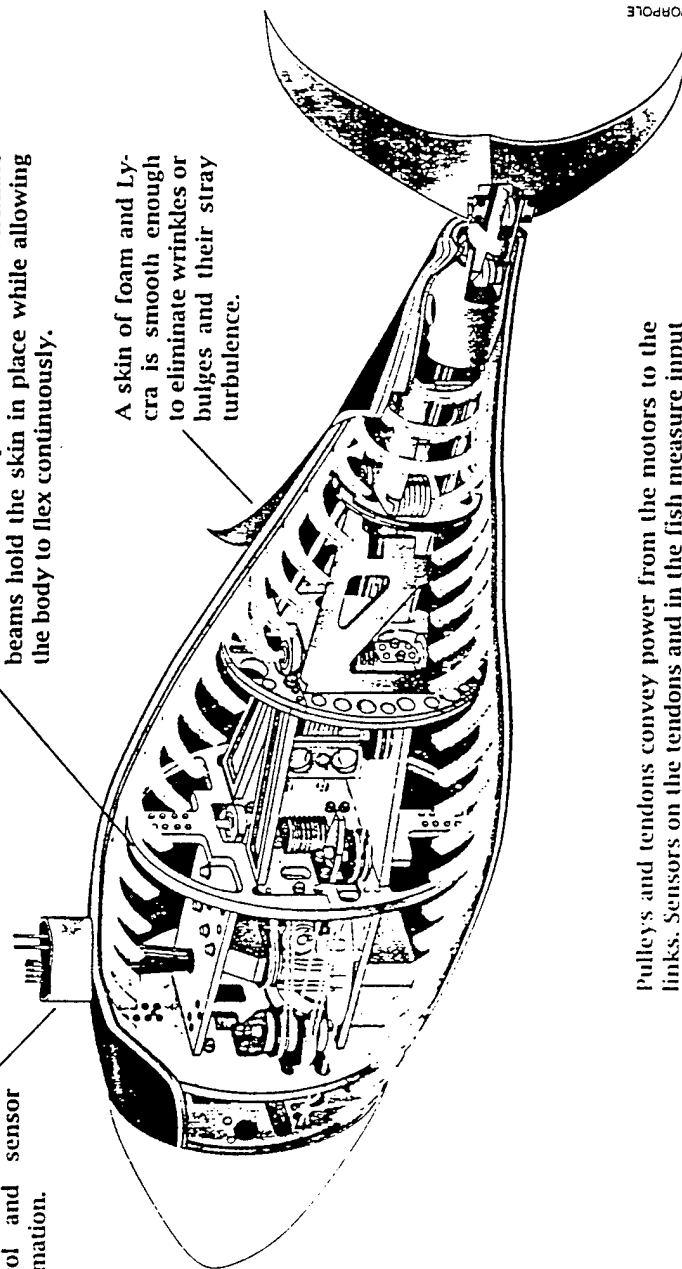 ol and sensor
mation.
beams hold the skin in place while allowing
the body to flex continuously.
A skin of foam and Ly-
cra is smooth enough
to eliminate wrinkles or
bulges and their stray
turbulence.
Pulleys and tendons convey power from the motors to the
links. Sensors on the tendons and in the fish measure input